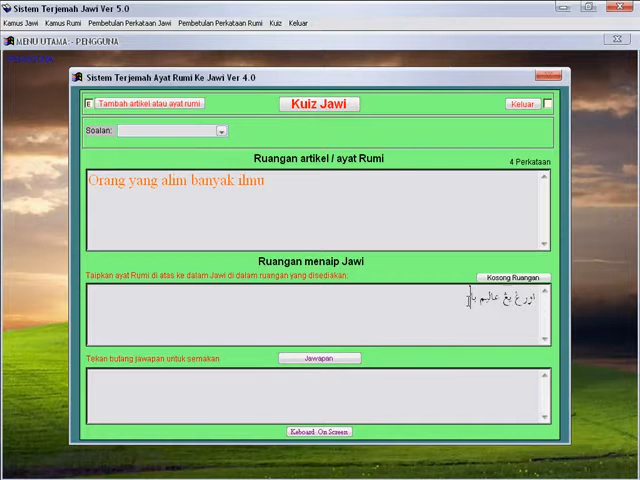 Sistem Terjemah Jawi Ver 5.0
Kamus Jawi Kamus Rumi Pembetulan Perkataan Jawi Pembetulan Perkataan Rumi Kuiz Keluar
MENU UTAMA: - PENGGUNA
Sistem Terjemah Ayat Rumi Ke Jawi Ver 4.0
E Tambah artikel atau ayat rumi Kuiz Jawi Keluar
Soalan:
Ruangan artikel / ayat Rumi 4 Perkataan
Orang yang alim banyak ilmu
Ruangan menaip Jawi
Taipkan ayat Rumi di atas ke dalam Jawi di dalam ruangan yang disediakan: Kosong Ruangan
اورڠ يڠ عاليم با
Tekan butang jawapan untuk semakan Jawapan
Keboard On Screen